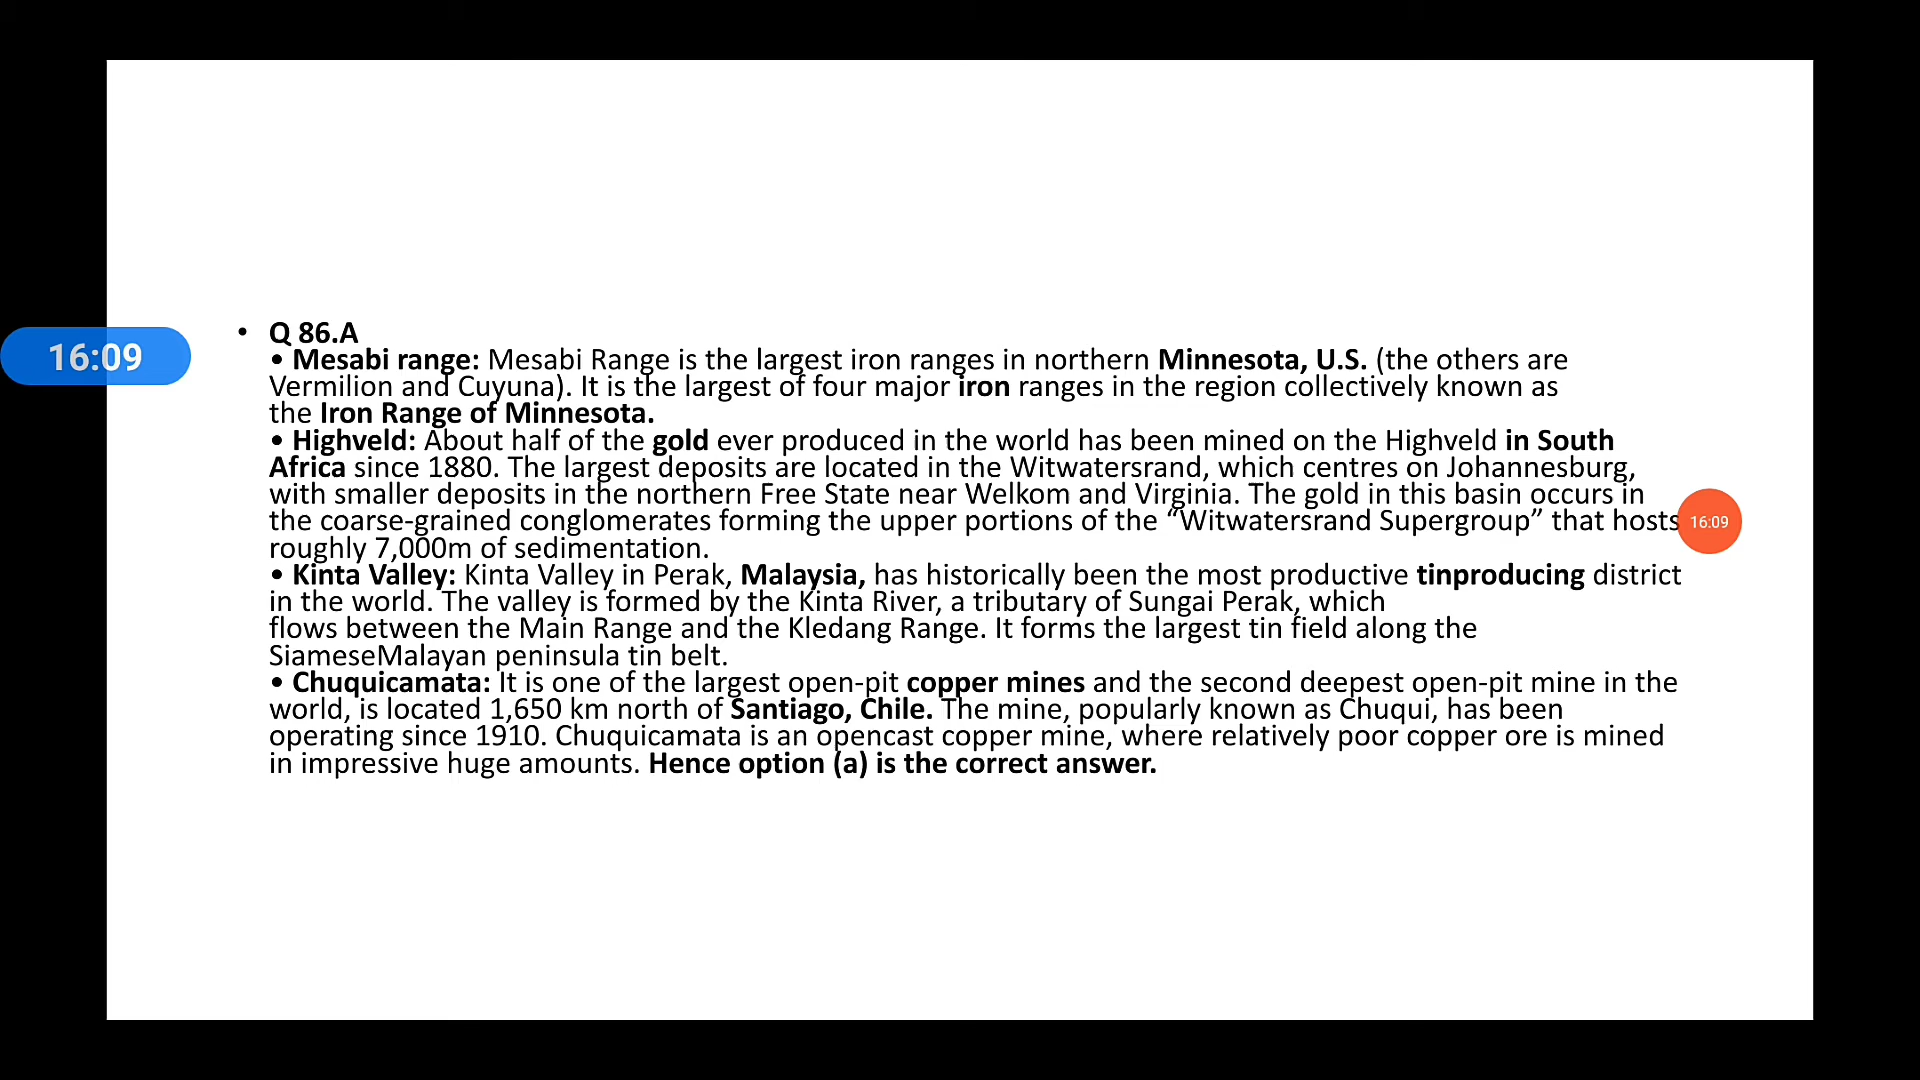 • Q 86.A
• Mesabi range: Mesabi Range is the largest iron ranges in northern Minnesota, U.S. (the others are
16:09
Vermilion and Cuyuna). It is the largest of four major iron ranges in the region collectively known as
the Iron Range of Minnesota.
• Highveld: About half of the gold ever produced in the world has been mined on the Highveld in South
Africa since 1880. The largest deposits are located in the Witwatersrand, which centres on Johannesburg,
with smaller deposits in the northern Free State near Welkom and Virginia. The gold in this basin occurs in
the coarse-grained conglomerates forming the upper portions of the “Witwatersrand Supergroup” that hosts
16:09
roughly 7,000m of sedimentation.
• Kinta Valley: Kinta Valley in Perak, Malaysia, has historically been the most productive tinproducing district
in the world. The valley is formed by the Kinta River, a tributary of Sungai Perak, which
flows between the Main Range and the Kledang Range. It forms the largest tin field along the
SiameseMalayan peninsula tin belt.
• Chuquicamata: It is one of the largest open-pit copper mines and the second deepest open-pit mine in the
world, is located 1,650 km north of Santiago, Chile. The mine, popularly known as Chuqui, has been
operating since 1910. Chuquicamata is an opencast copper mine, where relatively poor copper ore is mined
in impressive huge amounts. Hence option (a) is the correct answer.